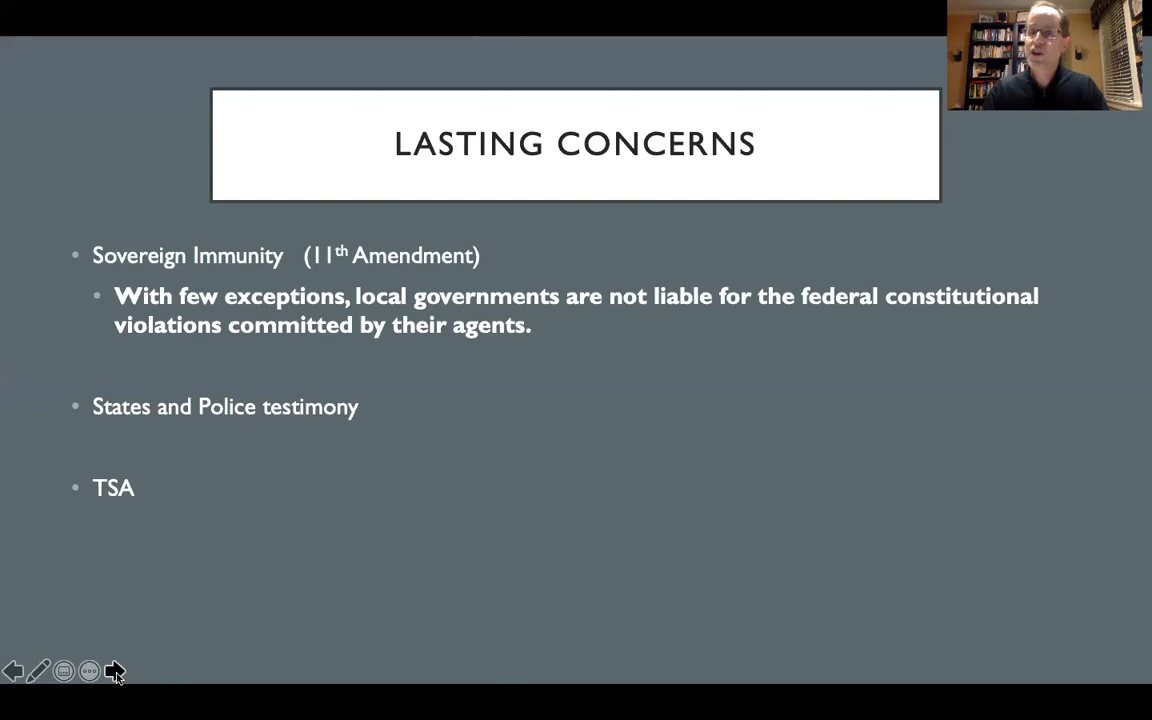 LASTING CONCERNS
• Sovereign Immunity (11th Amendment)
• With few exceptions, local governments are not liable for the federal constitutional
violations committed by their agents.
• States and Police testimony
• TSA